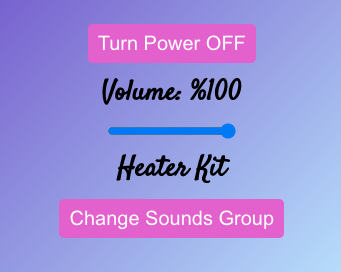 Turn Power OFF
Volume: %100
Heater Kit
Change Sounds Group